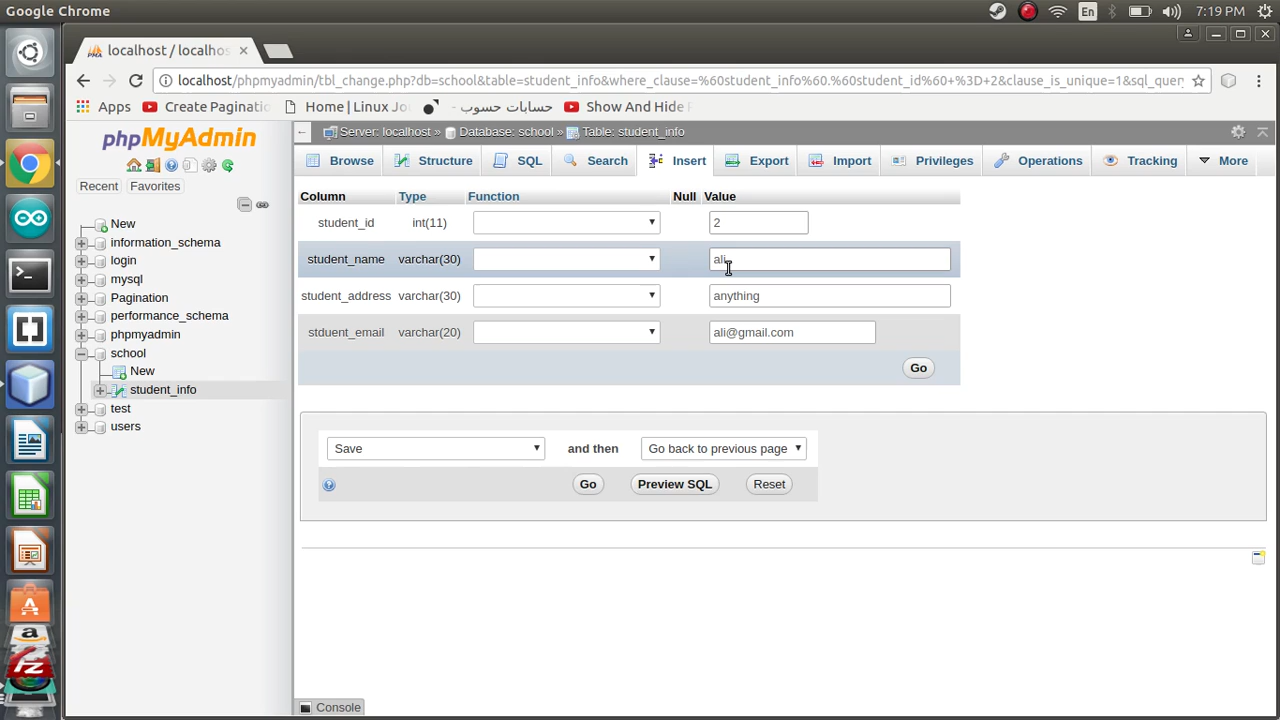 Google Chrome
En
7:19 PM
localhost / localhos
localhost/phpmyadmin/tbl_change.php?db=school&table=student_info&where_clause=%60student_info%60.%60student_id%60+%3D+2&clause_is_unique=1&sql_query
Apps
Create Paginatio
Home | Linux Jou
حسابات حسوب -
Show And Hide P
phpMyAdmin
Recent
Favorites
New
information_schema
login
mysql
Pagination
performance_schema
phpmyadmin
school
New
student_info
test
users
Server: localhost » Database: school » Table: student_info
Browse
Structure
SQL
Search
Insert
Export
Import
Privileges
Operations
Tracking
More
Column Type Function Null Value
student_id int(11) 2
student_name varchar(30) ali
student_address varchar(30) anything
stduent_email varchar(20) ali@gmail.com
Go
Save and then Go back to previous page
Go Preview SQL Reset
Console